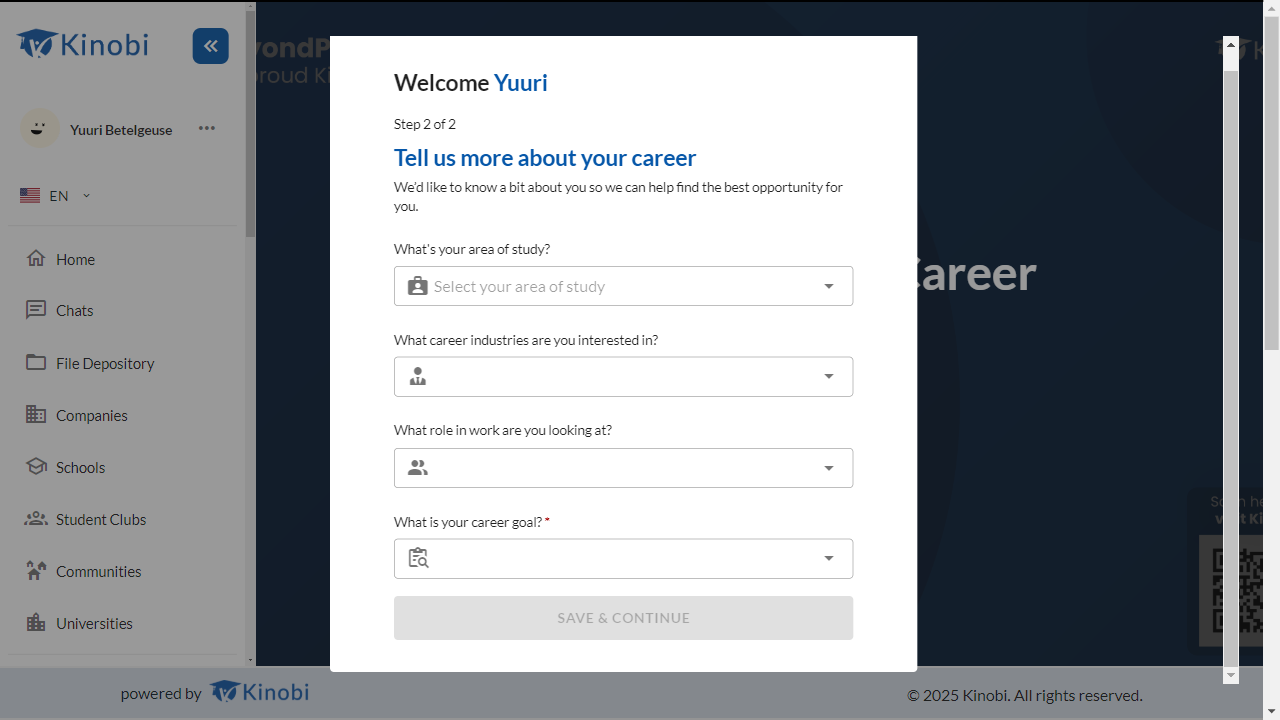 Kinobi
Yuuri Betelgeuse
EN
Home
Chats
File Depository
Companies
Schools
Student Clubs
Communities
Universities
Welcome Yuuri
Step 2 of 2
Tell us more about your career
We'd like to know a bit about you so we can help find the best opportunity for
you.
What's your area of study?
Select your area of study
What career industries are you interested in?
What role in work are you looking at?
What is your career goal? *
SAVE & CONTINUE
Career
powered by Kinobi
© 2025 Kinobi. All rights reserved.